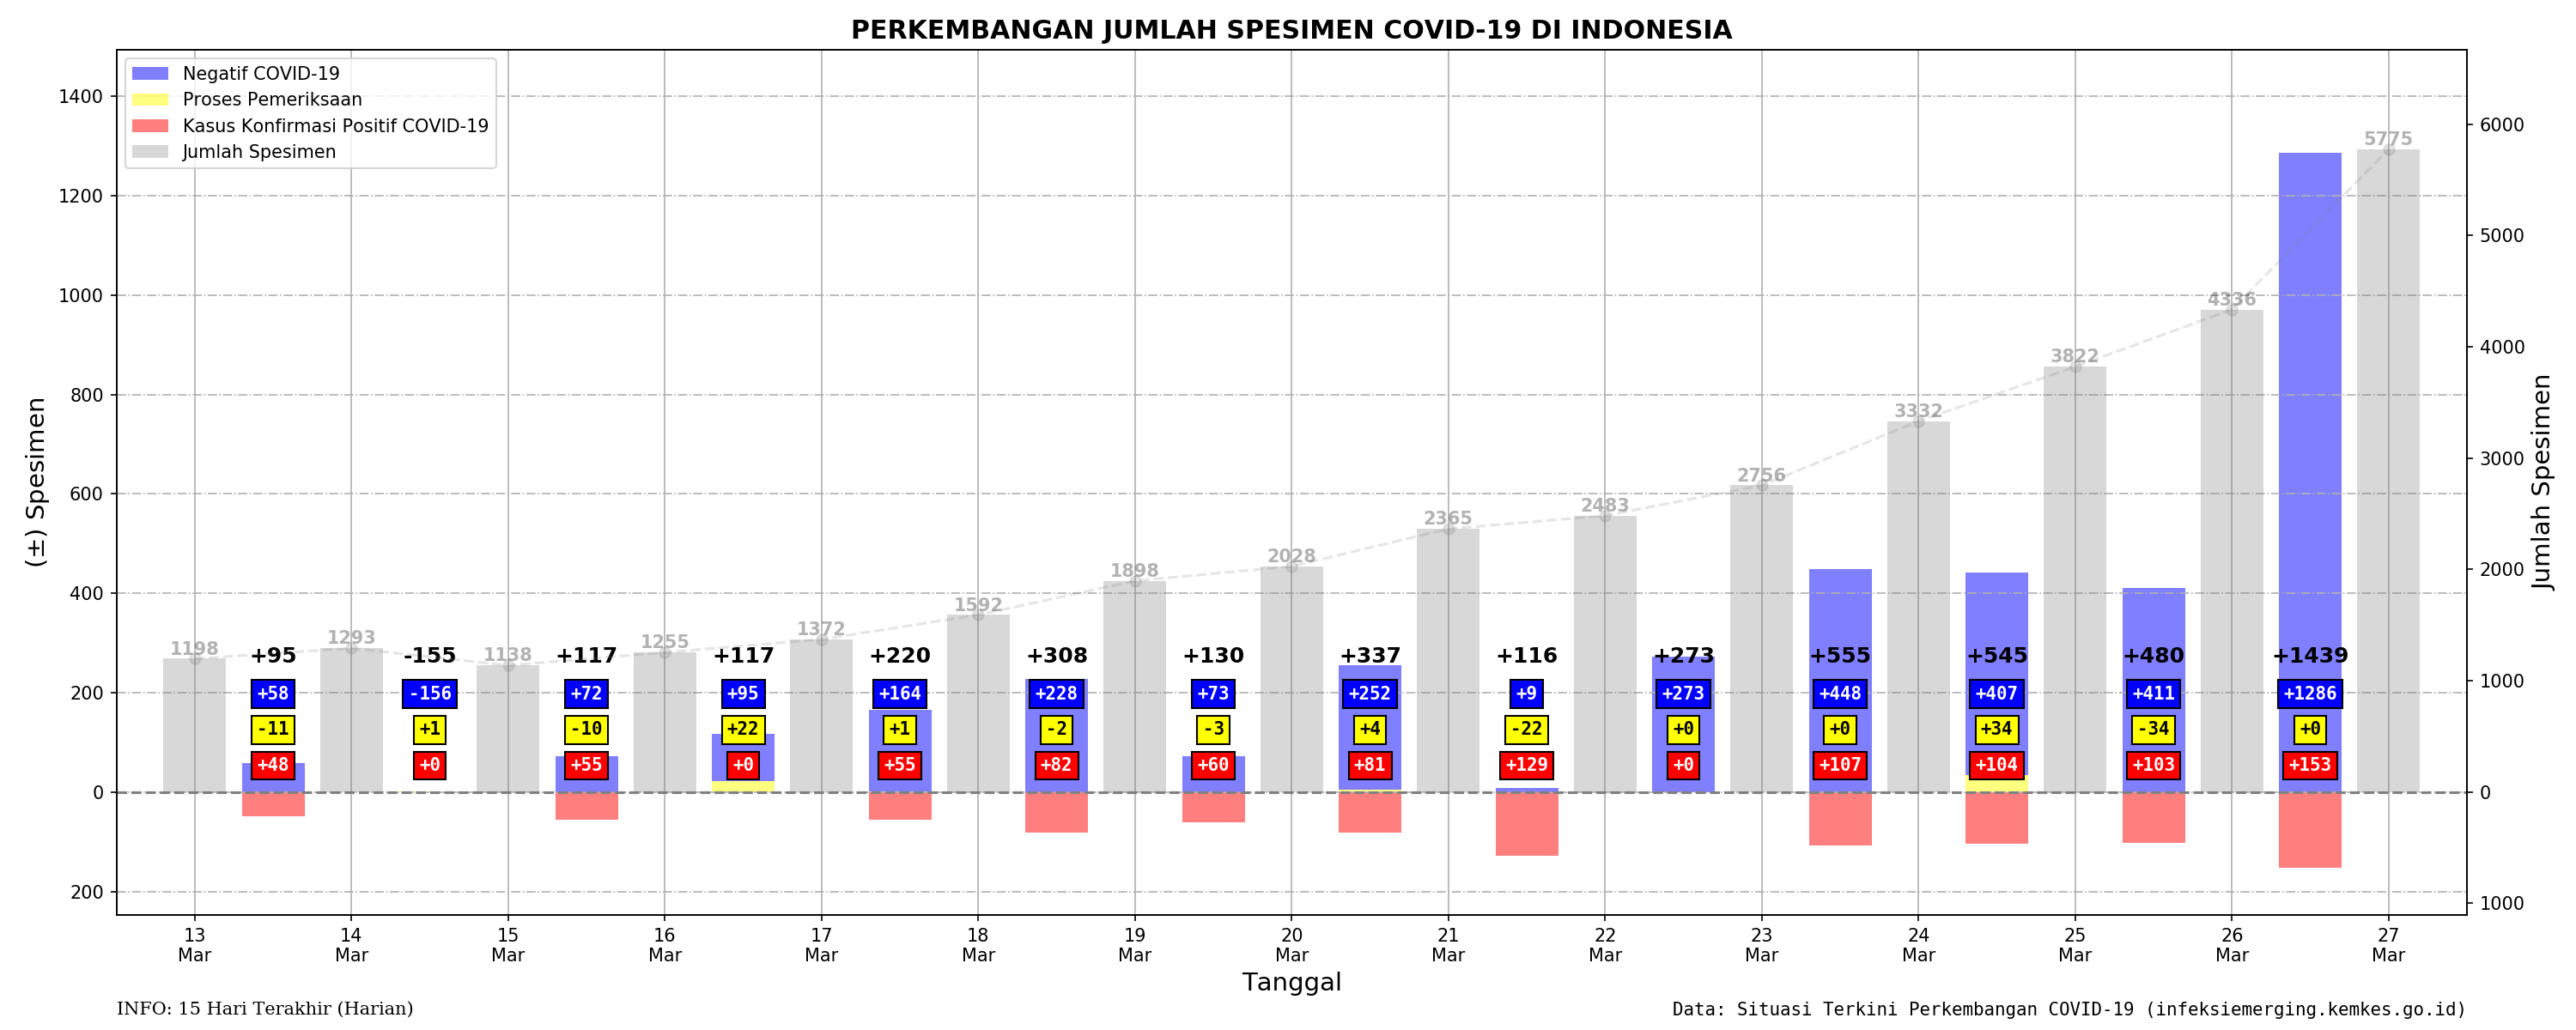 PERKEMBANGAN JUMLAH SPESIMEN COVID-19 DI INDONESIA
Negatif COVID-19
Proses Pemeriksaan
Kasus Konfirmasi Positif COVID-19
Jumlah Spesimen
(±) Spesimen
1400
1200
1000
800
600
400
200
0
200
6000
5000
4000
3000
2000
1000
0
1000
Jumlah Spesimen
1198 1293 1138 1255 1372 1592 1898 2028 2365 2483 2756 3332 3822 4336 5775
+95 -155 +117 +117 +220 +308 +130 +337 +116 +273 +555 +545 +480 +1439
+58 -156 +72 +95 +164 +228 +73 +252 +9 +273 +448 +407 +411 +1286
-11 +1 -10 +22 +1 -2 -3 +4 -22 +0 +0 +34 -34 +0
+48 +0 +55 +0 +55 +82 +60 +81 +129 +0 +107 +104 +103 +153
13 14 15 16 17 18 19 20 21 22 23 24 25 26 27
Mar Mar Mar Mar Mar Mar Mar Mar Mar Mar Mar Mar Mar Mar Mar
Tanggal
INFO: 15 Hari Terakhir (Harian)
Data: Situasi Terkini Perkembangan COVID-19 (infeksiemerging.kemkes.go.id)